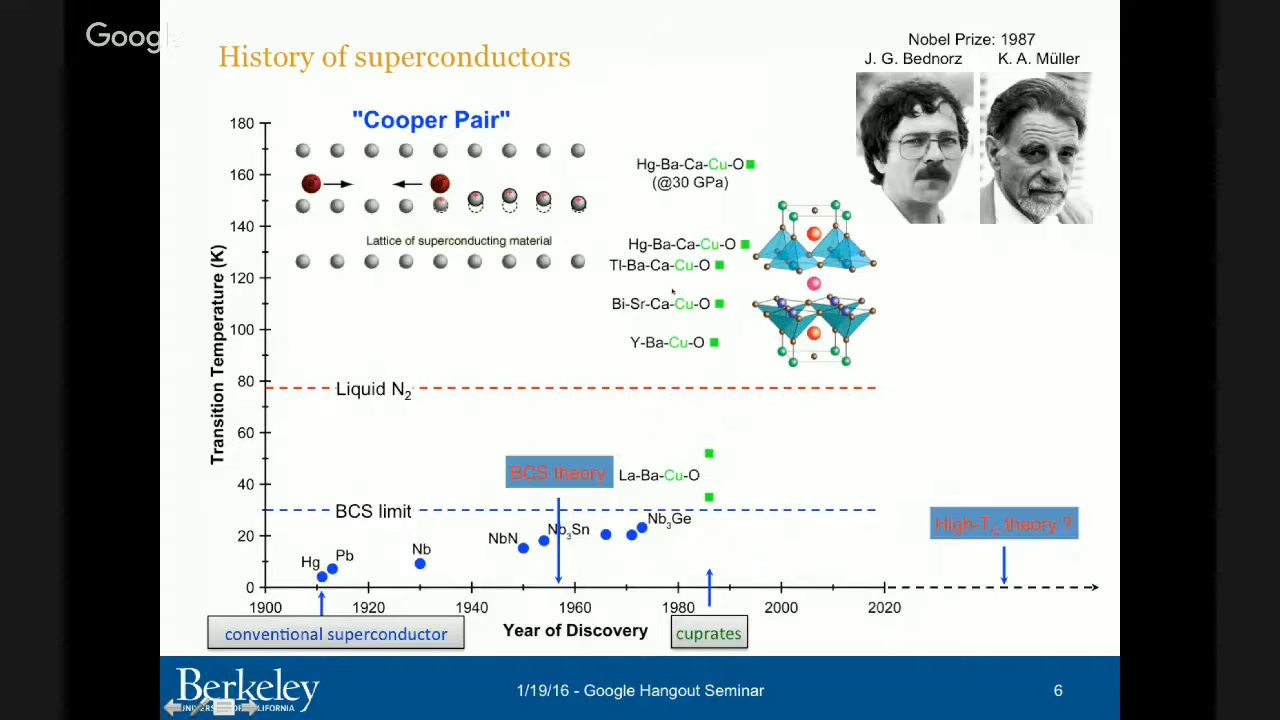 Google
History of superconductors
Nobel Prize: 1987
J. G. Bednorz K. A. Müller
"Cooper Pair"
Lattice of superconducting material
Transition Temperature (K)
180
160
140
120
100
80
60
40
20
0
Hg-Ba-Ca-Cu-O
(@30 GPa)
Hg-Ba-Ca-Cu-O
Tl-Ba-Ca-Cu-O
Bi-Sr-Ca-Cu-O
Y-Ba-Cu-O
Liquid N₂
BCS theory
La-Ba-Cu-O
BCS limit
Hg
Pb
Nb
NbN
Nb₃Sn
Nb₃Ge
High-Tc theory ?
1900 1920 1940 1960 1980 2000 2020
Year of Discovery
conventional superconductor
cuprates
Berkeley
1/19/16 - Google Hangout Seminar
6